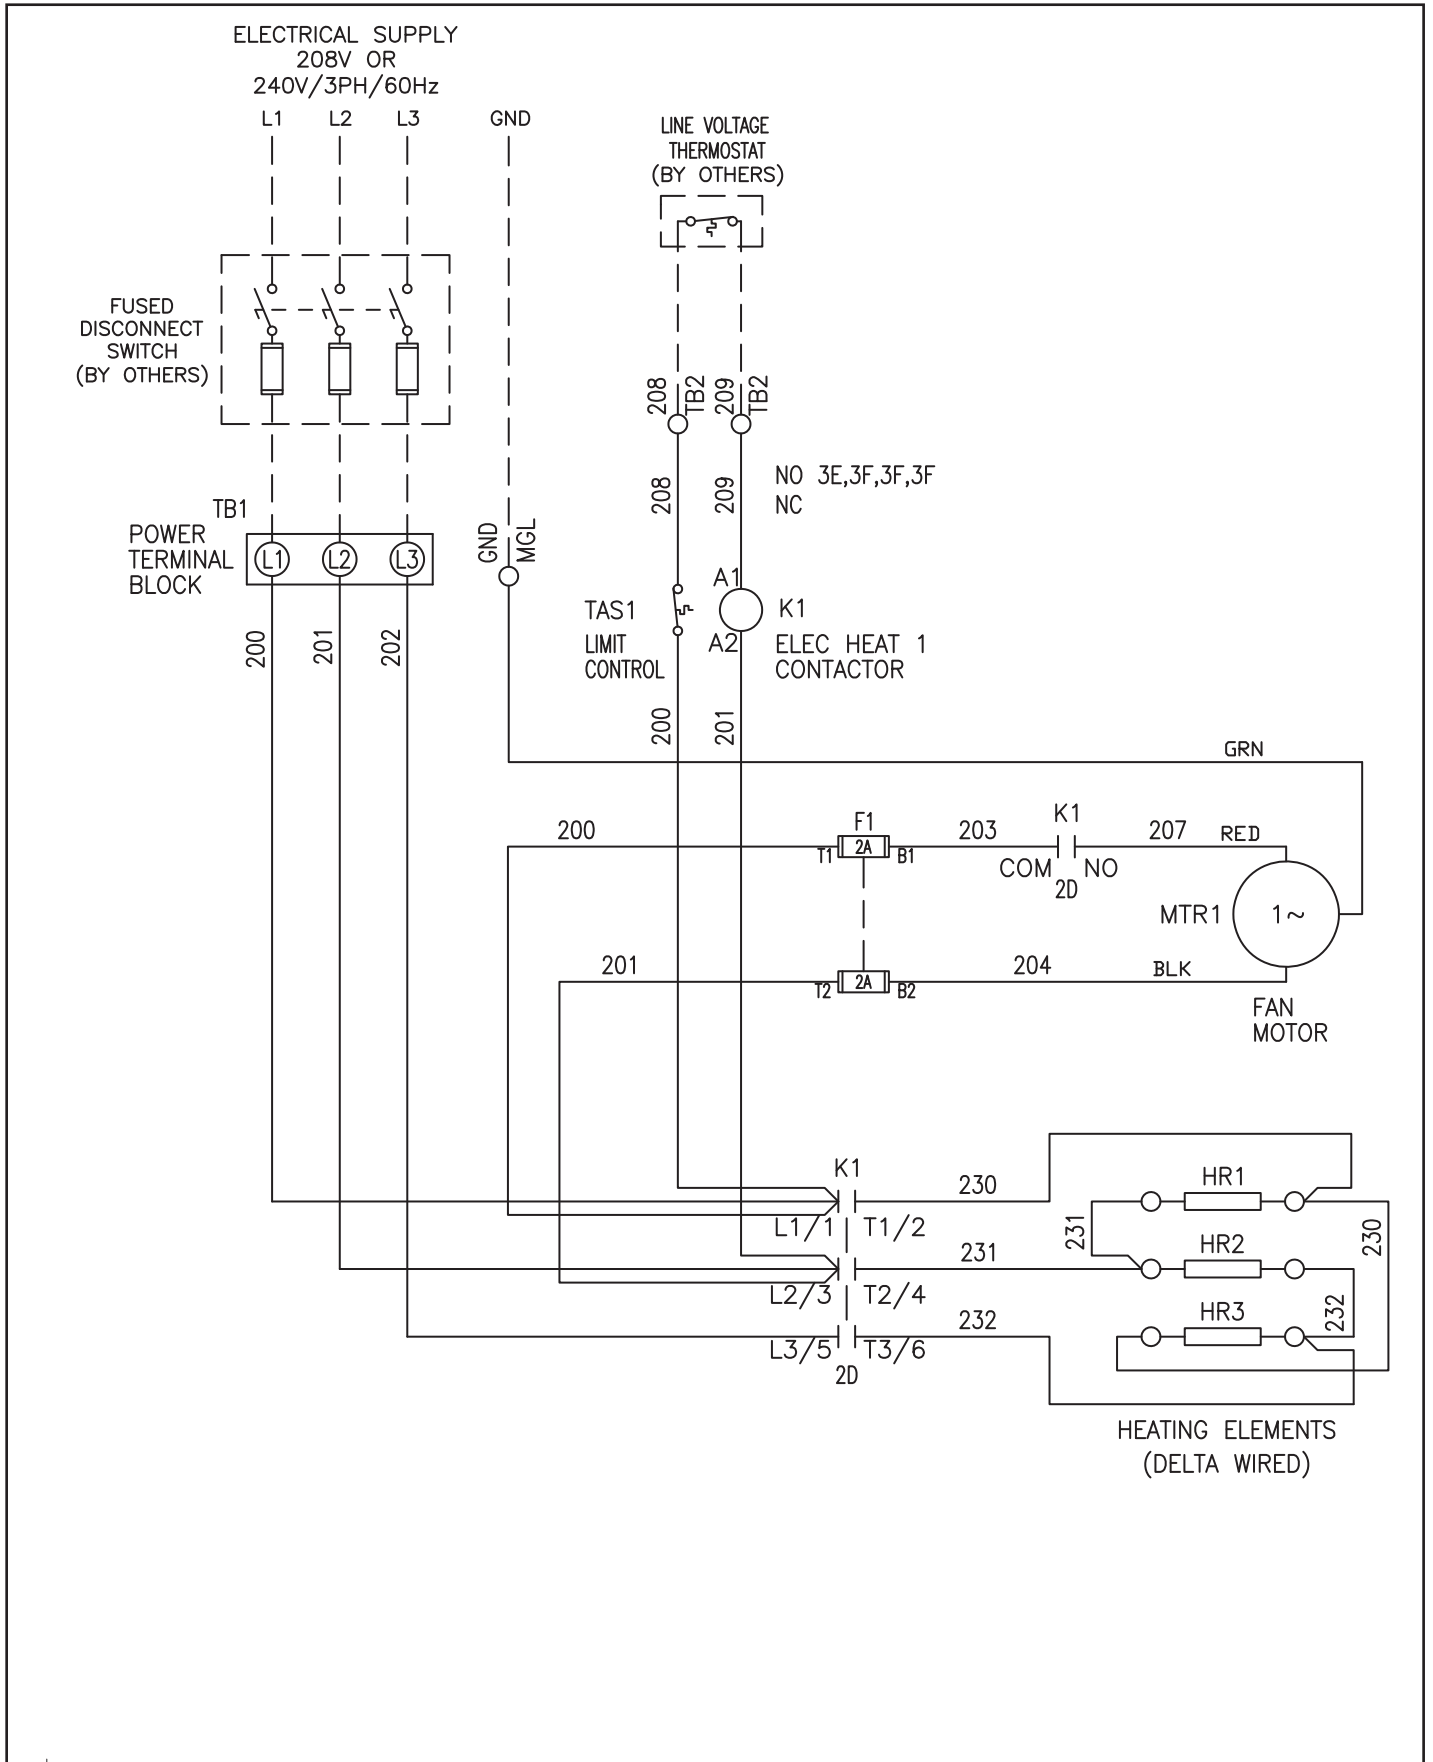 ELECTRICAL SUPPLY
208V OR
240V/3PH/60Hz
L1
L2
L3
GND
LINE VOLTAGE
THERMOSTAT
(BY OTHERS)
FUSED
DISCONNECT
SWITCH
(BY OTHERS)
208
TB2
209
TB2
208
209
NO 3E,3F,3F,3F
NC
TB1
POWER
TERMINAL
BLOCK
L1
L2
L3
GND
MGL
A1
TAS1
K1
A2
LIMIT
CONTROL
ELEC HEAT 1
CONTACTOR
200
201
202
200
201
GRN
200
F1
T1
2A
B1
203
K1
COM
NO
2D
207
RED
MTR1
1~
201
T2
2A
B2
204
BLK
FAN
MOTOR
K1
230
HR1
L1/1
T1/2
231
230
231
HR2
L2/3
T2/4
232
HR3
232
L3/5
T3/6
2D
HEATING ELEMENTS
(DELTA WIRED)